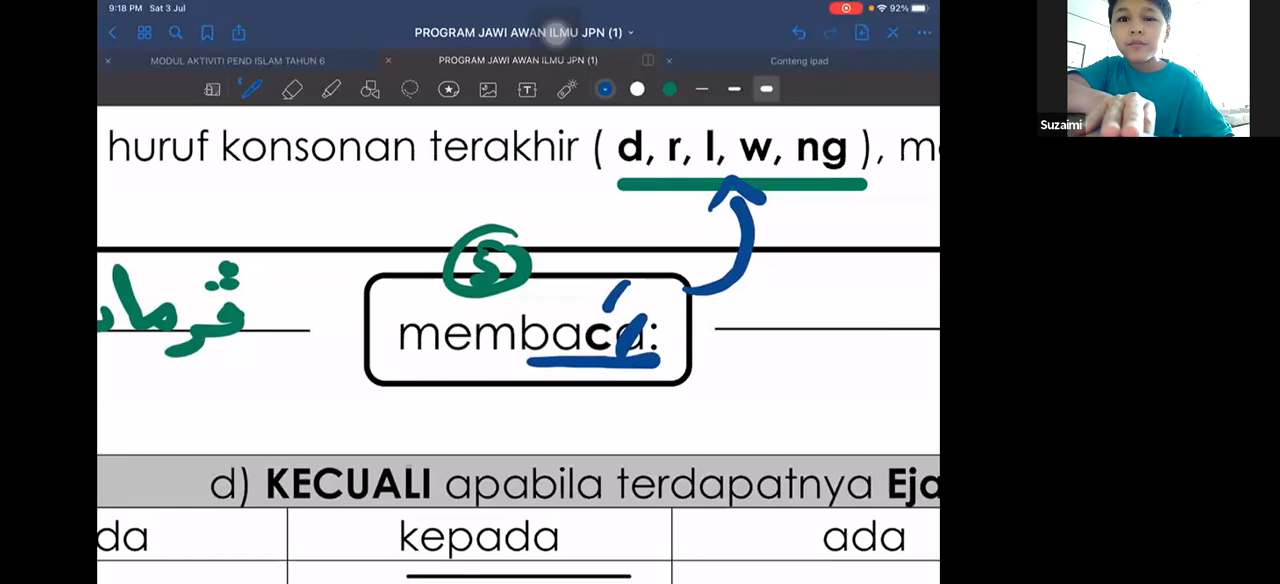 9:18 PM Sat 3 Jul
92%
PROGRAM JAWI AWAN ILMU JPN (1)
MODUL AKTIVITI PEND ISLAM TAHUN 6
PROGRAM JAWI AWAN ILMU JPN (1)
Conteng ipad
Suzaimi
huruf konsonan terakhir ( d, r, l, w, ng ),
5
membaca:
d) KECUALI apabila terdapatnya
kepada
ada